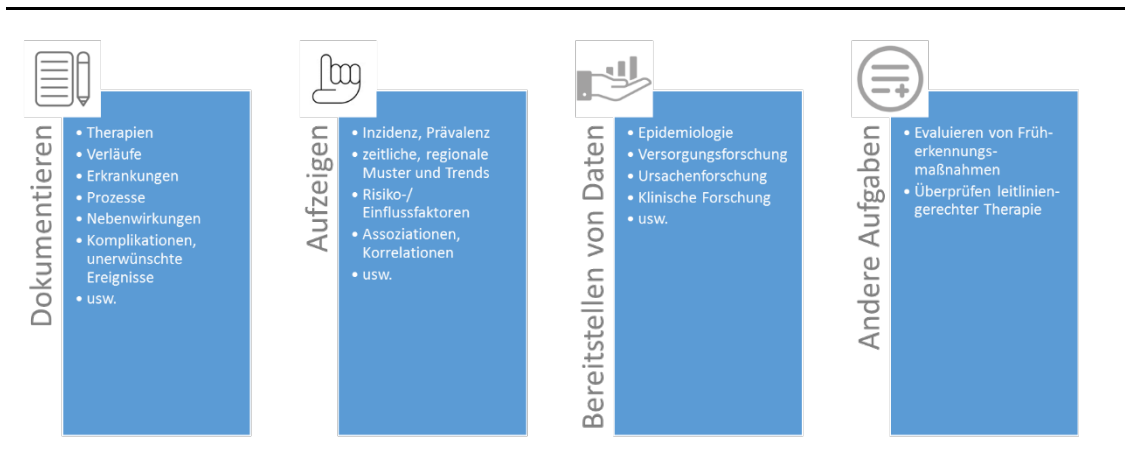 Dokumentieren
• Therapien
• Verläufe
• Erkrankungen
• Prozesse
• Nebenwirkungen
• Komplikationen,
unerwünschte
Ereignisse
• usw.
Aufzeigen
• Inzidenz, Prävalenz
• zeitliche, regionale
Muster und Trends
• Risiko-/
Einflussfaktoren
• Assoziationen,
Korrelationen
• usw.
Bereitstellen von Daten
• Epidemiologie
• Versorgungsforschung
• Ursachenforschung
• Klinische Forschung
• usw.
Andere Aufgaben
• Evaluieren von Früh-
erkennungs-
maßnahmen
• Überprüfen leitlinien-
gerechter Therapie